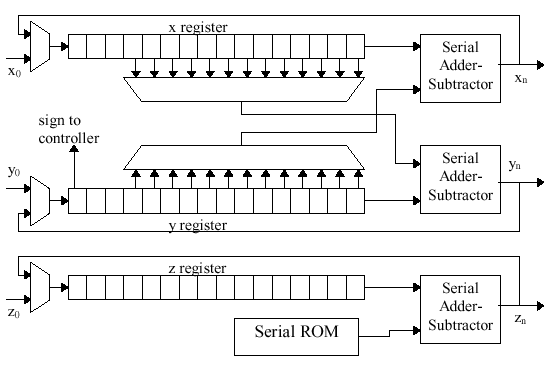 x register
Serial
Adder-
Subtractor
x0
xn
sign to
controller
Serial
Adder-
Subtractor
y0
yn
y register
z register
Serial
Adder-
Subtractor
z0
zn
Serial ROM